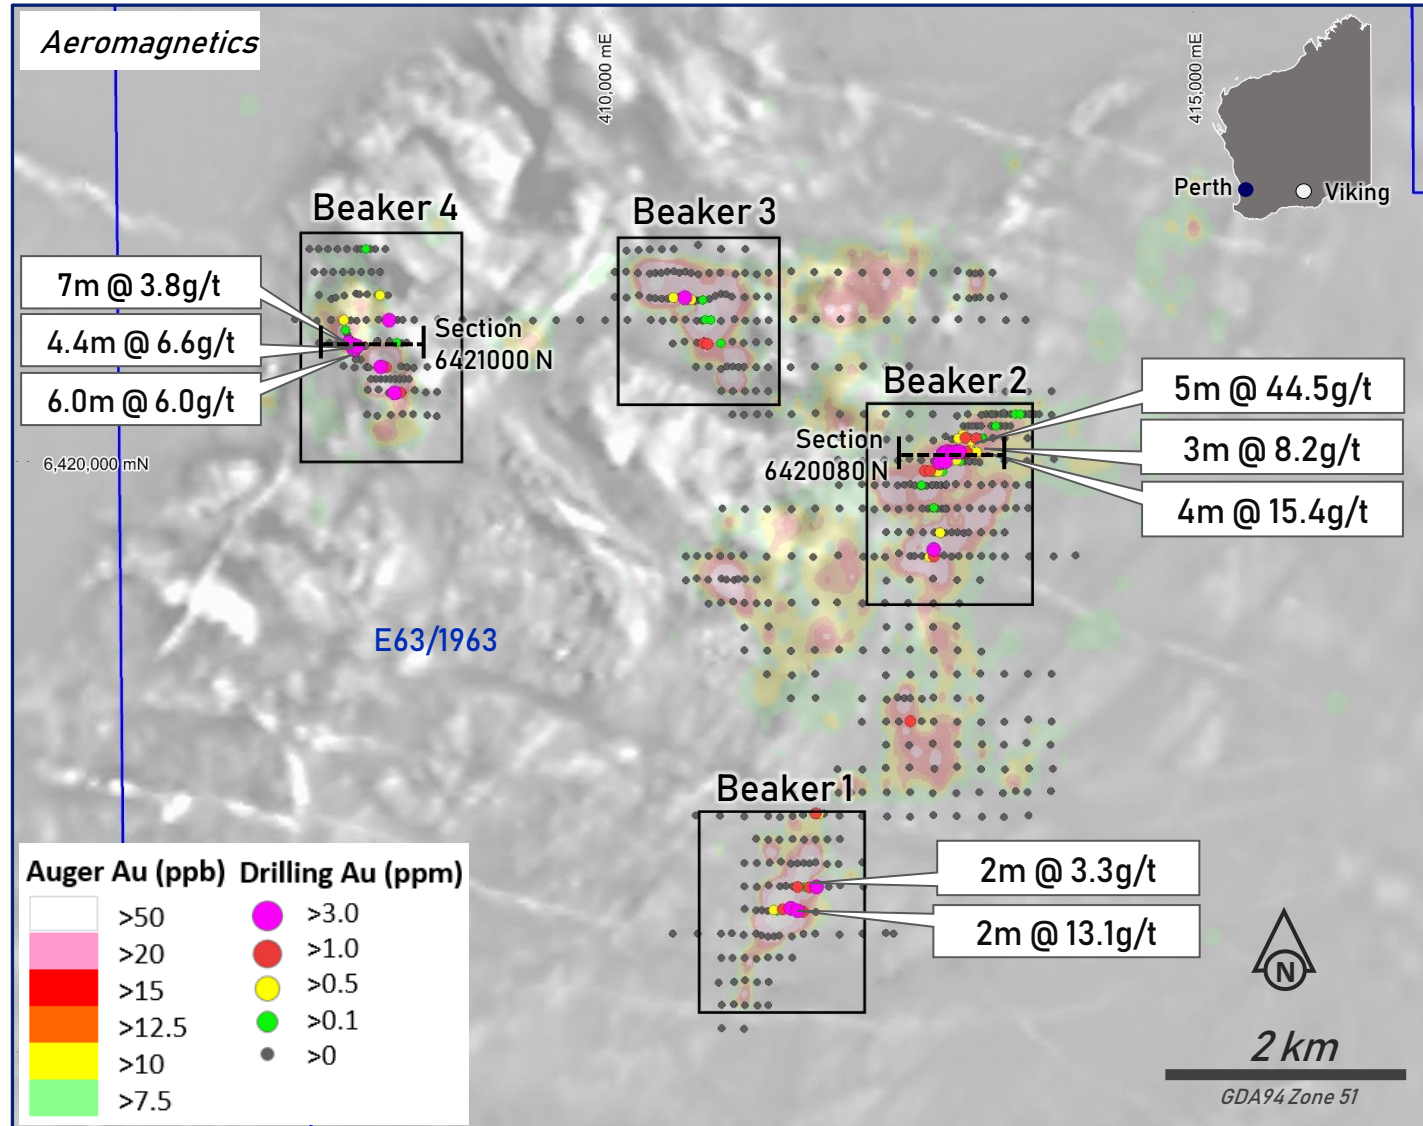 Aeromagnetics
410,000 mE
415,000 mE
Perth
Viking
Beaker 4
Beaker 3
7m @ 3.8g/t
4.4m @ 6.6g/t
6.0m @ 6.0g/t
Section
6421000 N
Beaker 2
5m @ 44.5g/t
3m @ 8.2g/t
4m @ 15.4g/t
Section
6420080 N
6,420,000 mN
E63/1963
Beaker 1
2m @ 3.3g/t
2m @ 13.1g/t
Auger Au (ppb)
>50
>20
>15
>12.5
>10
>7.5
Drilling Au (ppm)
>3.0
>1.0
>0.5
>0.1
>0
N
2 km
GDA94 Zone 51